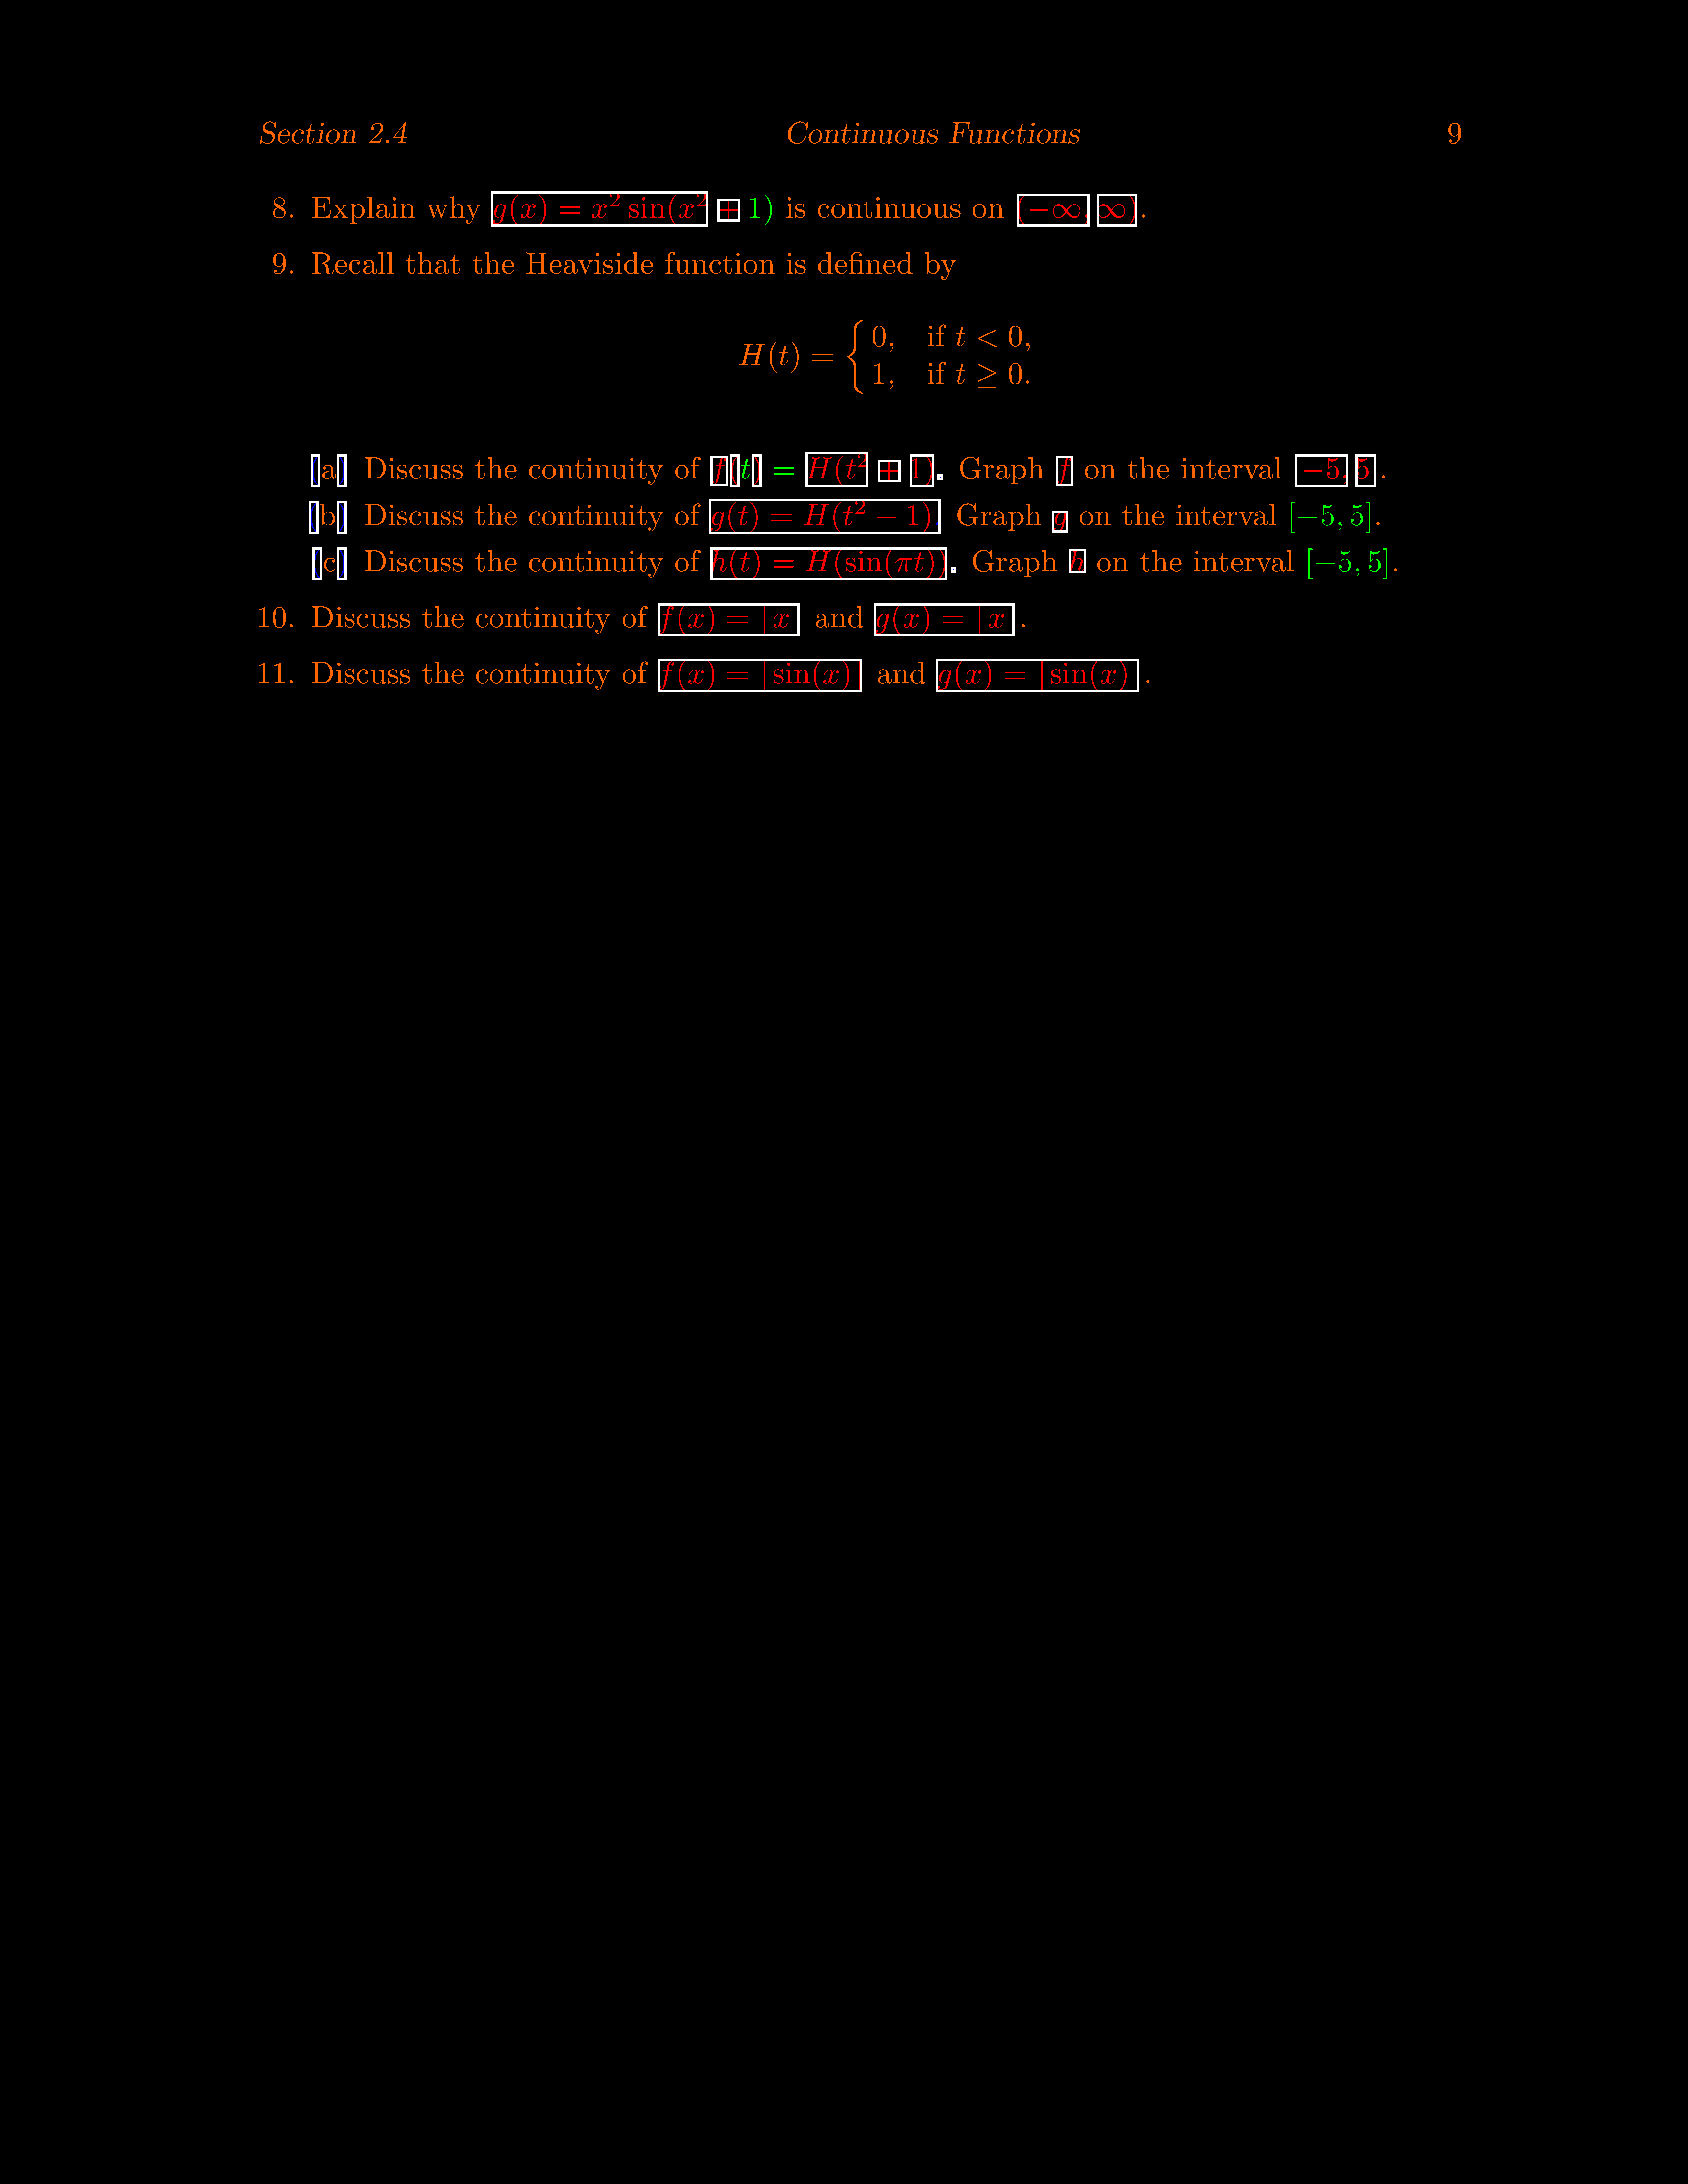 Section 2.4 Continuous Functions 9
8. Explain why g(x) = x² sin(x² + 1) is continuous on (−∞, ∞).
9. Recall that the Heaviside function is defined by
H(t) = { 0, if t < 0,
1, if t ≥ 0.
(a) Discuss the continuity of f(t) = H(t² + 1). Graph f on the interval [−5, 5].
(b) Discuss the continuity of g(t) = H(t² − 1). Graph g on the interval [−5, 5].
(c) Discuss the continuity of h(t) = H(sin(πt)). Graph h on the interval [−5, 5].
10. Discuss the continuity of f(x) = |x| and g(x) = |x|.
11. Discuss the continuity of f(x) = |sin(x)| and g(x) = |sin(x)|.